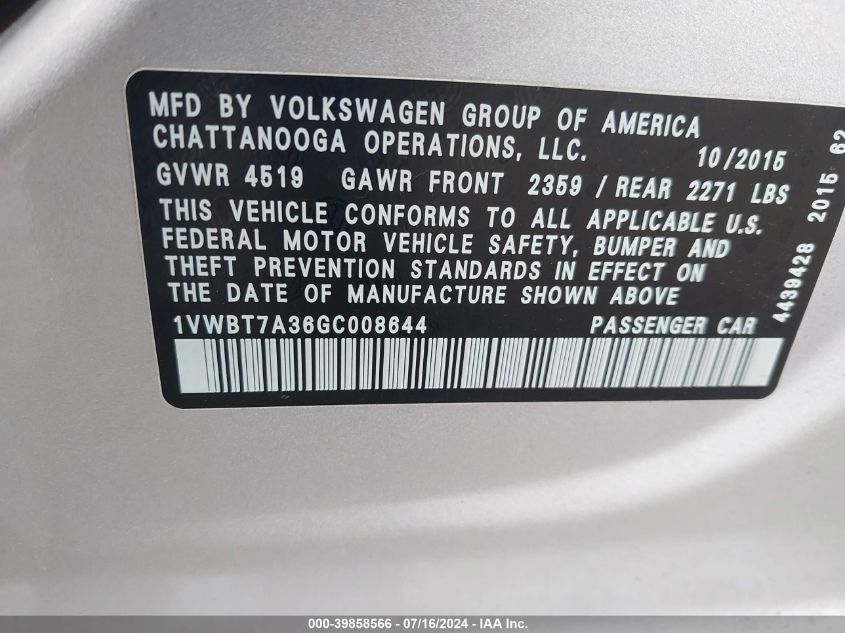 MFD BY VOLKSWAGEN GROUP OF AMERICA
CHATTANOOGA OPERATIONS, LLC. 10/2015
GVWR 4519 GAWR FRONT 2359 / REAR 2271 LBS
THIS VEHICLE CONFORMS TO ALL APPLICABLE U.S.
FEDERAL MOTOR VEHICLE SAFETY, BUMPER AND
THEFT PREVENTION STANDARDS IN EFFECT ON
THE DATE OF MANUFACTURE SHOWN ABOVE
1VWBT7A36GC008644 PASSENGER CAR
4439428 2015 62
000-39858566 - 07/16/2024 - IAA Inc.